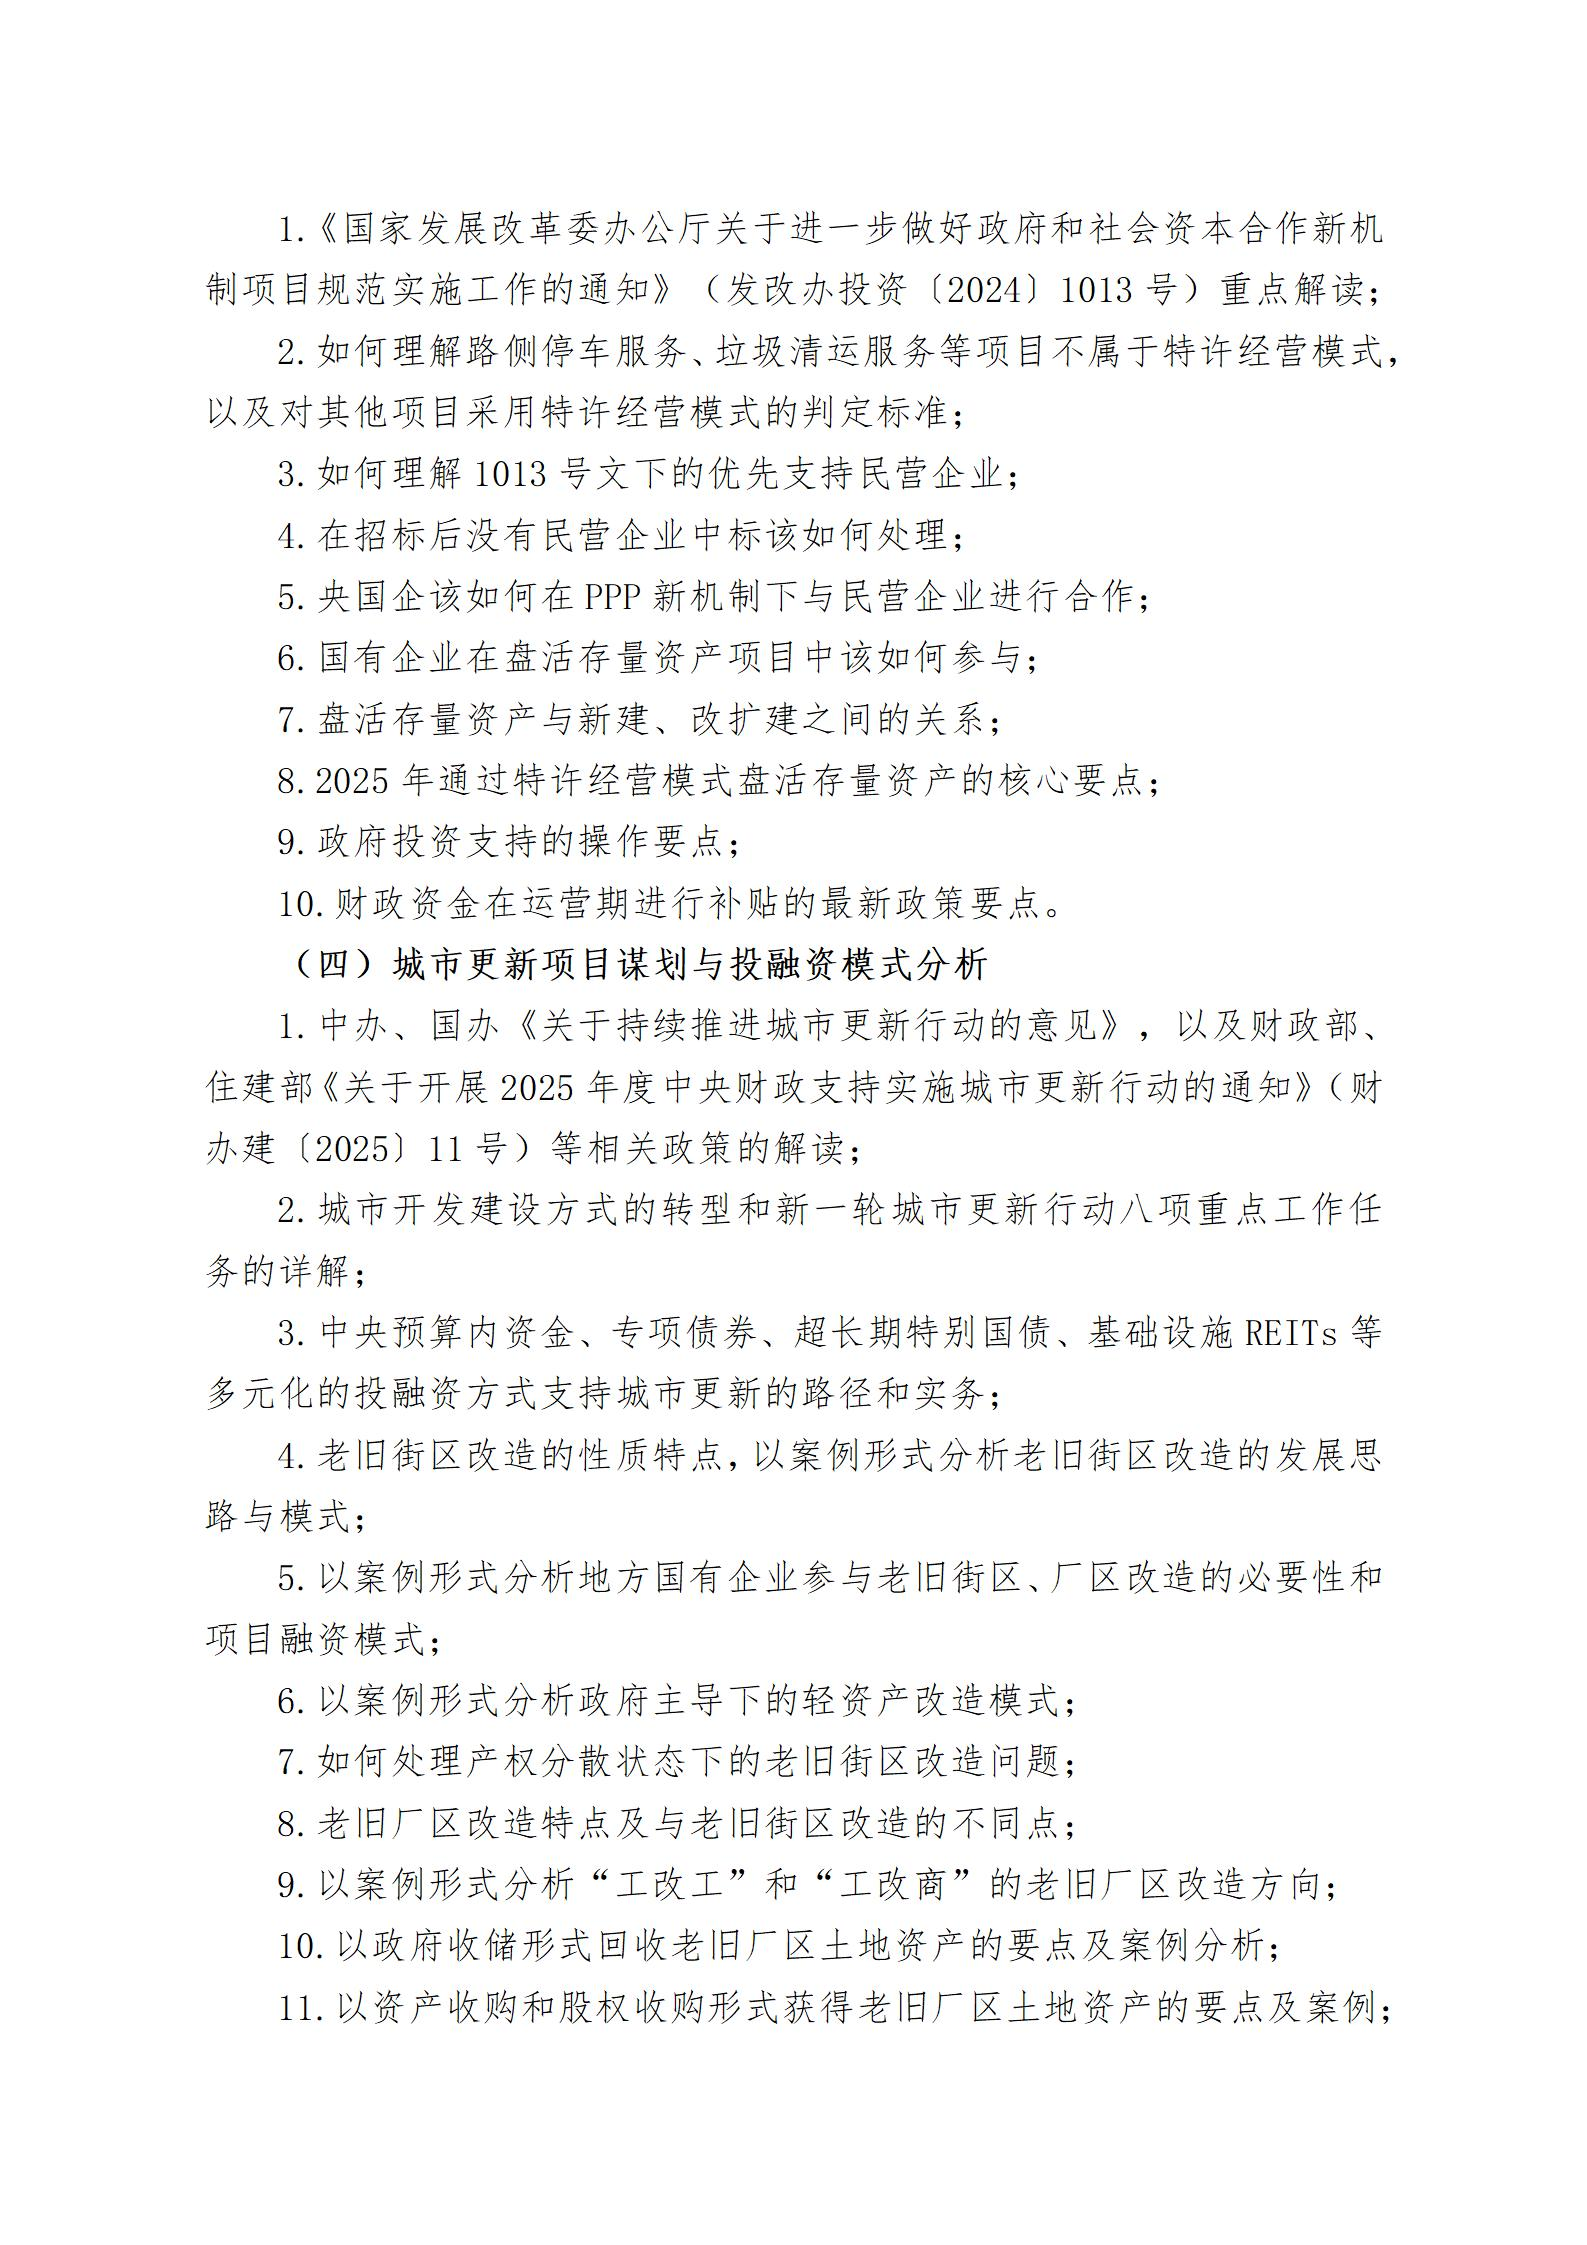 1.《国家发展改革委办公厅关于进一步做好政府和社会资本合作新机
制项目规范实施工作的通知》（发改办投资〔2024〕1013 号）重点解读；
2.如何理解路侧停车服务、垃圾清运服务等项目不属于特许经营模式，
以及对其他项目采用特许经营模式的判定标准；
3.如何理解 1013 号文下的优先支持民营企业；
4.在招标后没有民营企业中标该如何处理；
5.央国企该如何在 PPP 新机制下与民营企业进行合作；
6.国有企业在盘活存量资产项目中该如何参与；
7.盘活存量资产与新建、改扩建之间的关系；
8.2025 年通过特许经营模式盘活存量资产的核心要点；
9.政府投资支持的操作要点；
10.财政资金在运营期进行补贴的最新政策要点。
（四）城市更新项目谋划与投融资模式分析
1.中办、国办《关于持续推进城市更新行动的意见》，以及财政部、
住建部《关于开展 2025 年度中央财政支持实施城市更新行动的通知》（财
办建〔2025〕11 号）等相关政策的解读；
2.城市开发建设方式的转型和新一轮城市更新行动八项重点工作任
务的详解；
3.中央预算内资金、专项债券、超长期特别国债、基础设施 REITs 等
多元化的投融资方式支持城市更新的路径和实务；
4.老旧街区改造的性质特点，以案例形式分析老旧街区改造的发展思
路与模式；
5.以案例形式分析地方国有企业参与老旧街区、厂区改造的必要性和
项目融资模式；
6.以案例形式分析政府主导下的轻资产改造模式；
7.如何处理产权分散状态下的老旧街区改造问题；
8.老旧厂区改造特点及与老旧街区改造的不同点；
9.以案例形式分析“工改工”和“工改商”的老旧厂区改造方向；
10.以政府收储形式回收老旧厂区土地资产的要点及案例分析；
11.以资产收购和股权收购形式获得老旧厂区土地资产的要点及案例；